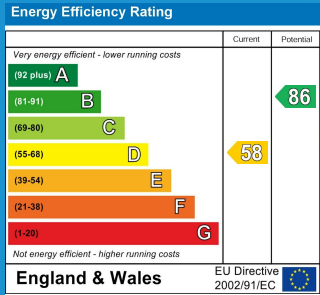 Energy Efficiency Rating
Current Potential
Very energy efficient - lower running costs
(92 plus) A
(81-91) B
86
(69-80) C
(55-68) D
58
(39-54) E
(21-38) F
(1-20) G
Not energy efficient - higher running costs
England & Wales
EU Directive
2002/91/EC